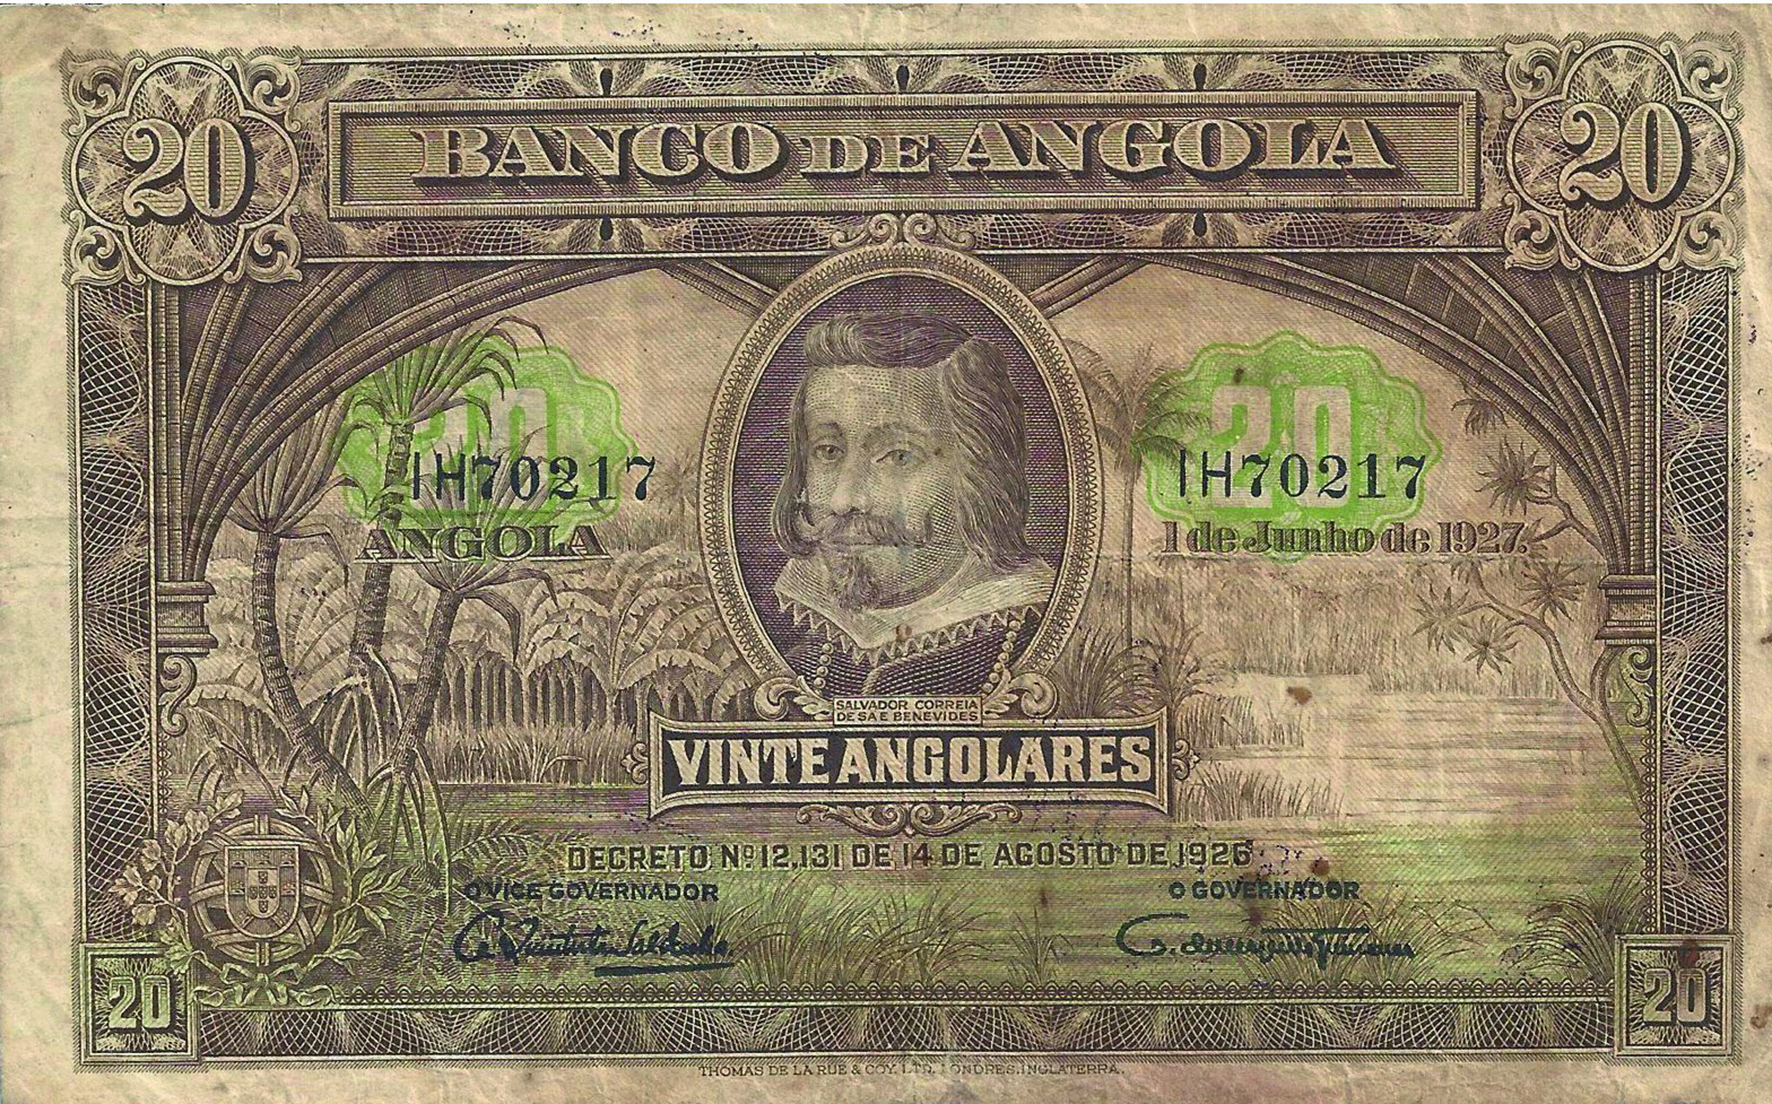 20 BANCO DE ANGOLA 20
20 20
1H70217 1H70217
ANGOLA 1 de Junho de 1927.
SALVADOR CORREIA
DE SA E BENEVIDES
VINTE ANGOLARES
DECRETO Nº 12,131 DE 14 DE AGOSTO DE 1926
O VICE GOVERNADOR O GOVERNADOR
20 20
THOMAS DE LA RUE & COY. LTD. LONDRES. INGLATERRA.